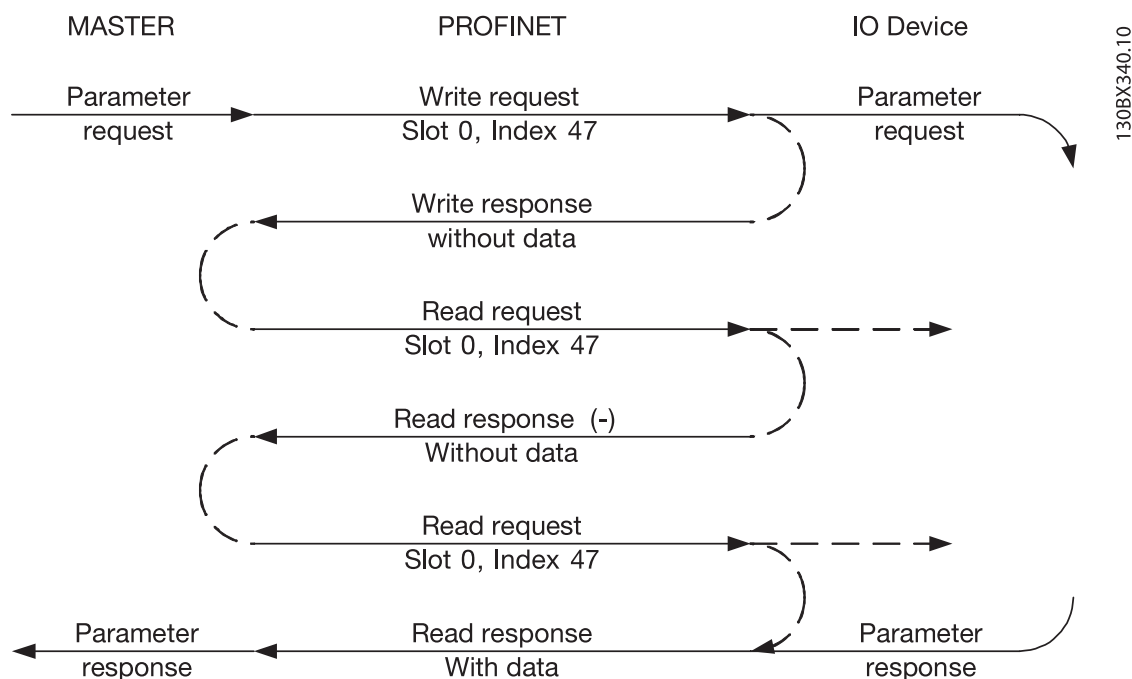 MASTER PROFINET IO Device
130BX340.10
Parameter Write request Parameter
request Slot 0, Index 47 request
Write response
without data
Read request
Slot 0, Index 47
Read response (-)
Without data
Read request
Slot 0, Index 47
Parameter Read response Parameter
response With data response